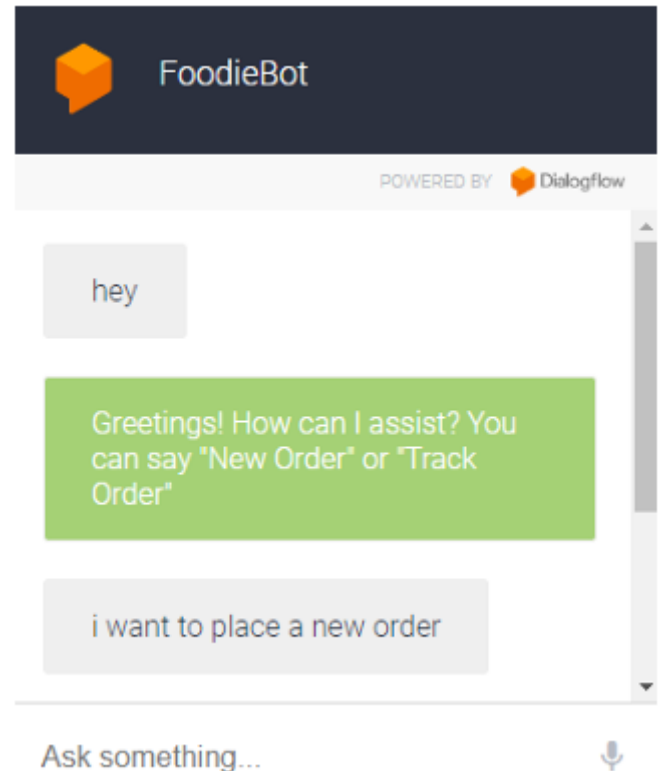 FoodieBot
POWERED BY Dialogflow
hey
Greetings! How can I assist? You
can say "New Order" or "Track
Order"
i want to place a new order
Ask something...